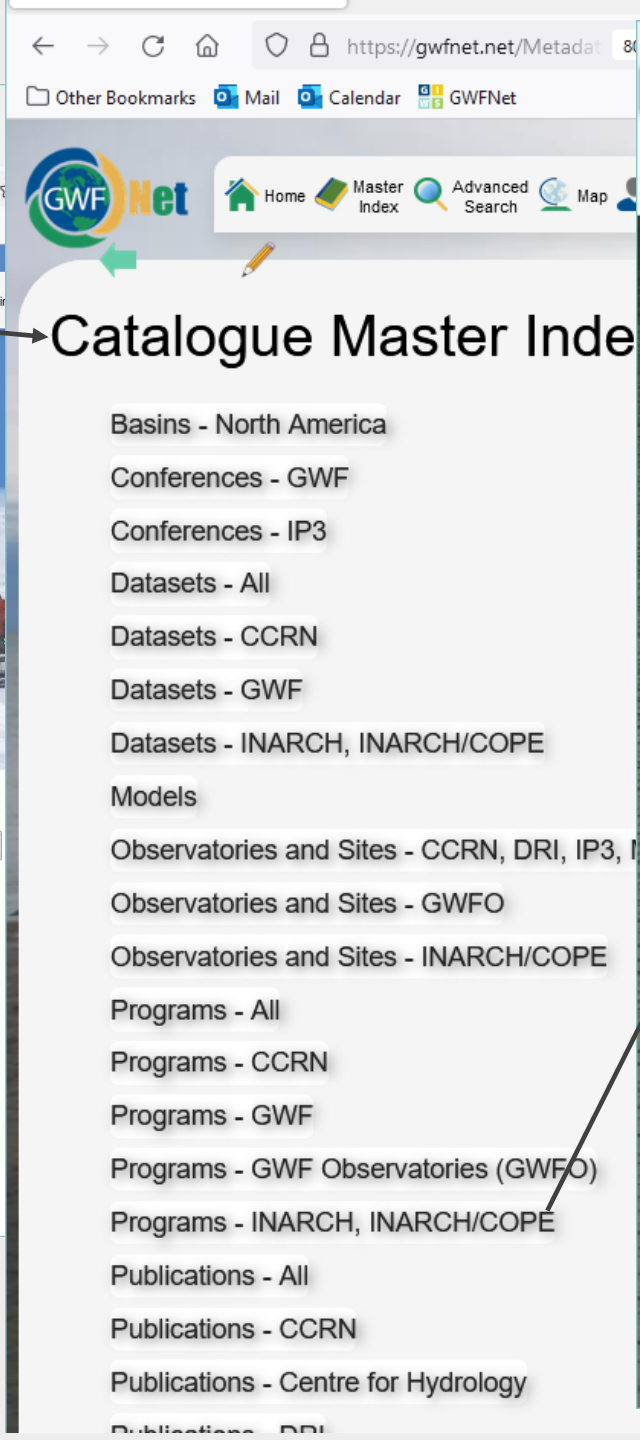 https://gwfnet.net/Metadat
80
Other Bookmarks Mail Calendar GWFNet
GWF Net
Home Master Index Advanced Search Map
Catalogue Master Inde
Basins - North America
Conferences - GWF
Conferences - IP3
Datasets - All
Datasets - CCRN
Datasets - GWF
Datasets - INARCH, INARCH/COPE
Models
Observatories and Sites - CCRN, DRI, IP3,
Observatories and Sites - GWFO
Observatories and Sites - INARCH/COPE
Programs - All
Programs - CCRN
Programs - GWF
Programs - GWF Observatories (GWFO)
Programs - INARCH, INARCH/COPE
Publications - All
Publications - CCRN
Publications - Centre for Hydrology
Publications - DRI